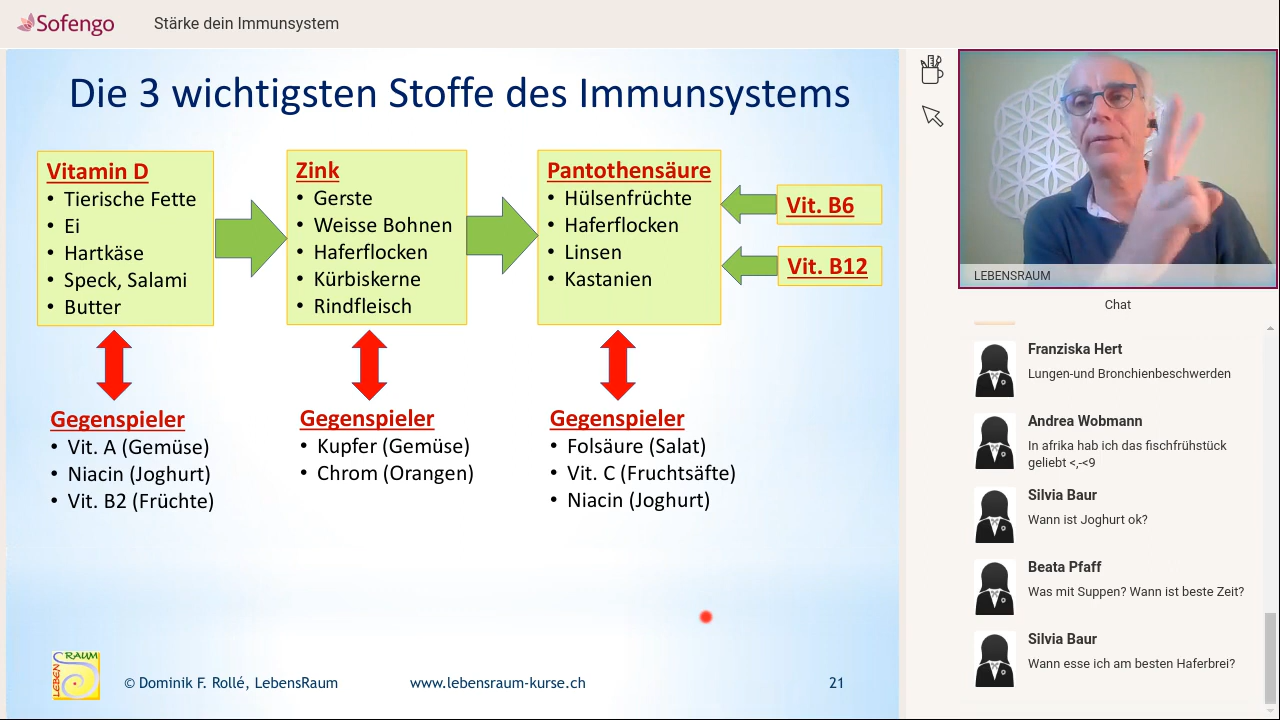 Sofengo
Stärke dein Immunsystem
Die 3 wichtigsten Stoffe des Immunsystems
Vitamin D
• Tierische Fette
• Ei
• Hartkäse
• Speck, Salami
• Butter
Zink
• Gerste
• Weisse Bohnen
• Haferflocken
• Kürbiskerne
• Rindfleisch
Pantothensäure
• Hülsenfrüchte
• Haferflocken
• Linsen
• Kastanien
Vit. B6
Vit. B12
Gegenspieler
• Vit. A (Gemüse)
• Niacin (Joghurt)
• Vit. B2 (Früchte)
Gegenspieler
• Kupfer (Gemüse)
• Chrom (Orangen)
Gegenspieler
• Folsäure (Salat)
• Vit. C (Fruchtsäfte)
• Niacin (Joghurt)
LEBENS RAUM
© Dominik F. Rollé, LebensRaum
www.lebensraum-kurse.ch
21
LEBENSRAUM
Chat
Franziska Hert
Lungen-und Bronchienbeschwerden
Andrea Wobmann
In afrika hab ich das fischfrühstück
geliebt <,-<9
Silvia Baur
Wann ist Joghurt ok?
Beata Pfaff
Was mit Suppen? Wann ist beste Zeit?
Silvia Baur
Wann esse ich am besten Haferbrei?